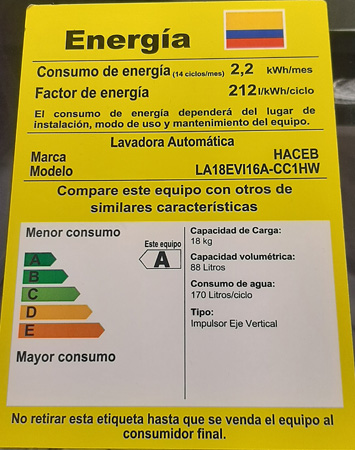 Energía
Consumo de energía (14 ciclos/mes) 2,2 kWh/mes
Factor de energía 212 l/kWh/ciclo
El consumo de energía dependerá del lugar de
instalación, modo de uso y mantenimiento del equipo.
Lavadora Automática
Marca HACEB
Modelo LA18EVI16A-CC1HW
Compare este equipo con otros de
similares características
Menor consumo
Este equipo
A A
B
C
D
E
Mayor consumo
Capacidad de Carga:
18 kg
Capacidad volumétrica:
88 Litros
Consumo de agua:
170 Litros/ciclo
Tipo:
Impulsor Eje Vertical
No retirar esta etiqueta hasta que se venda el equipo al
consumidor final.